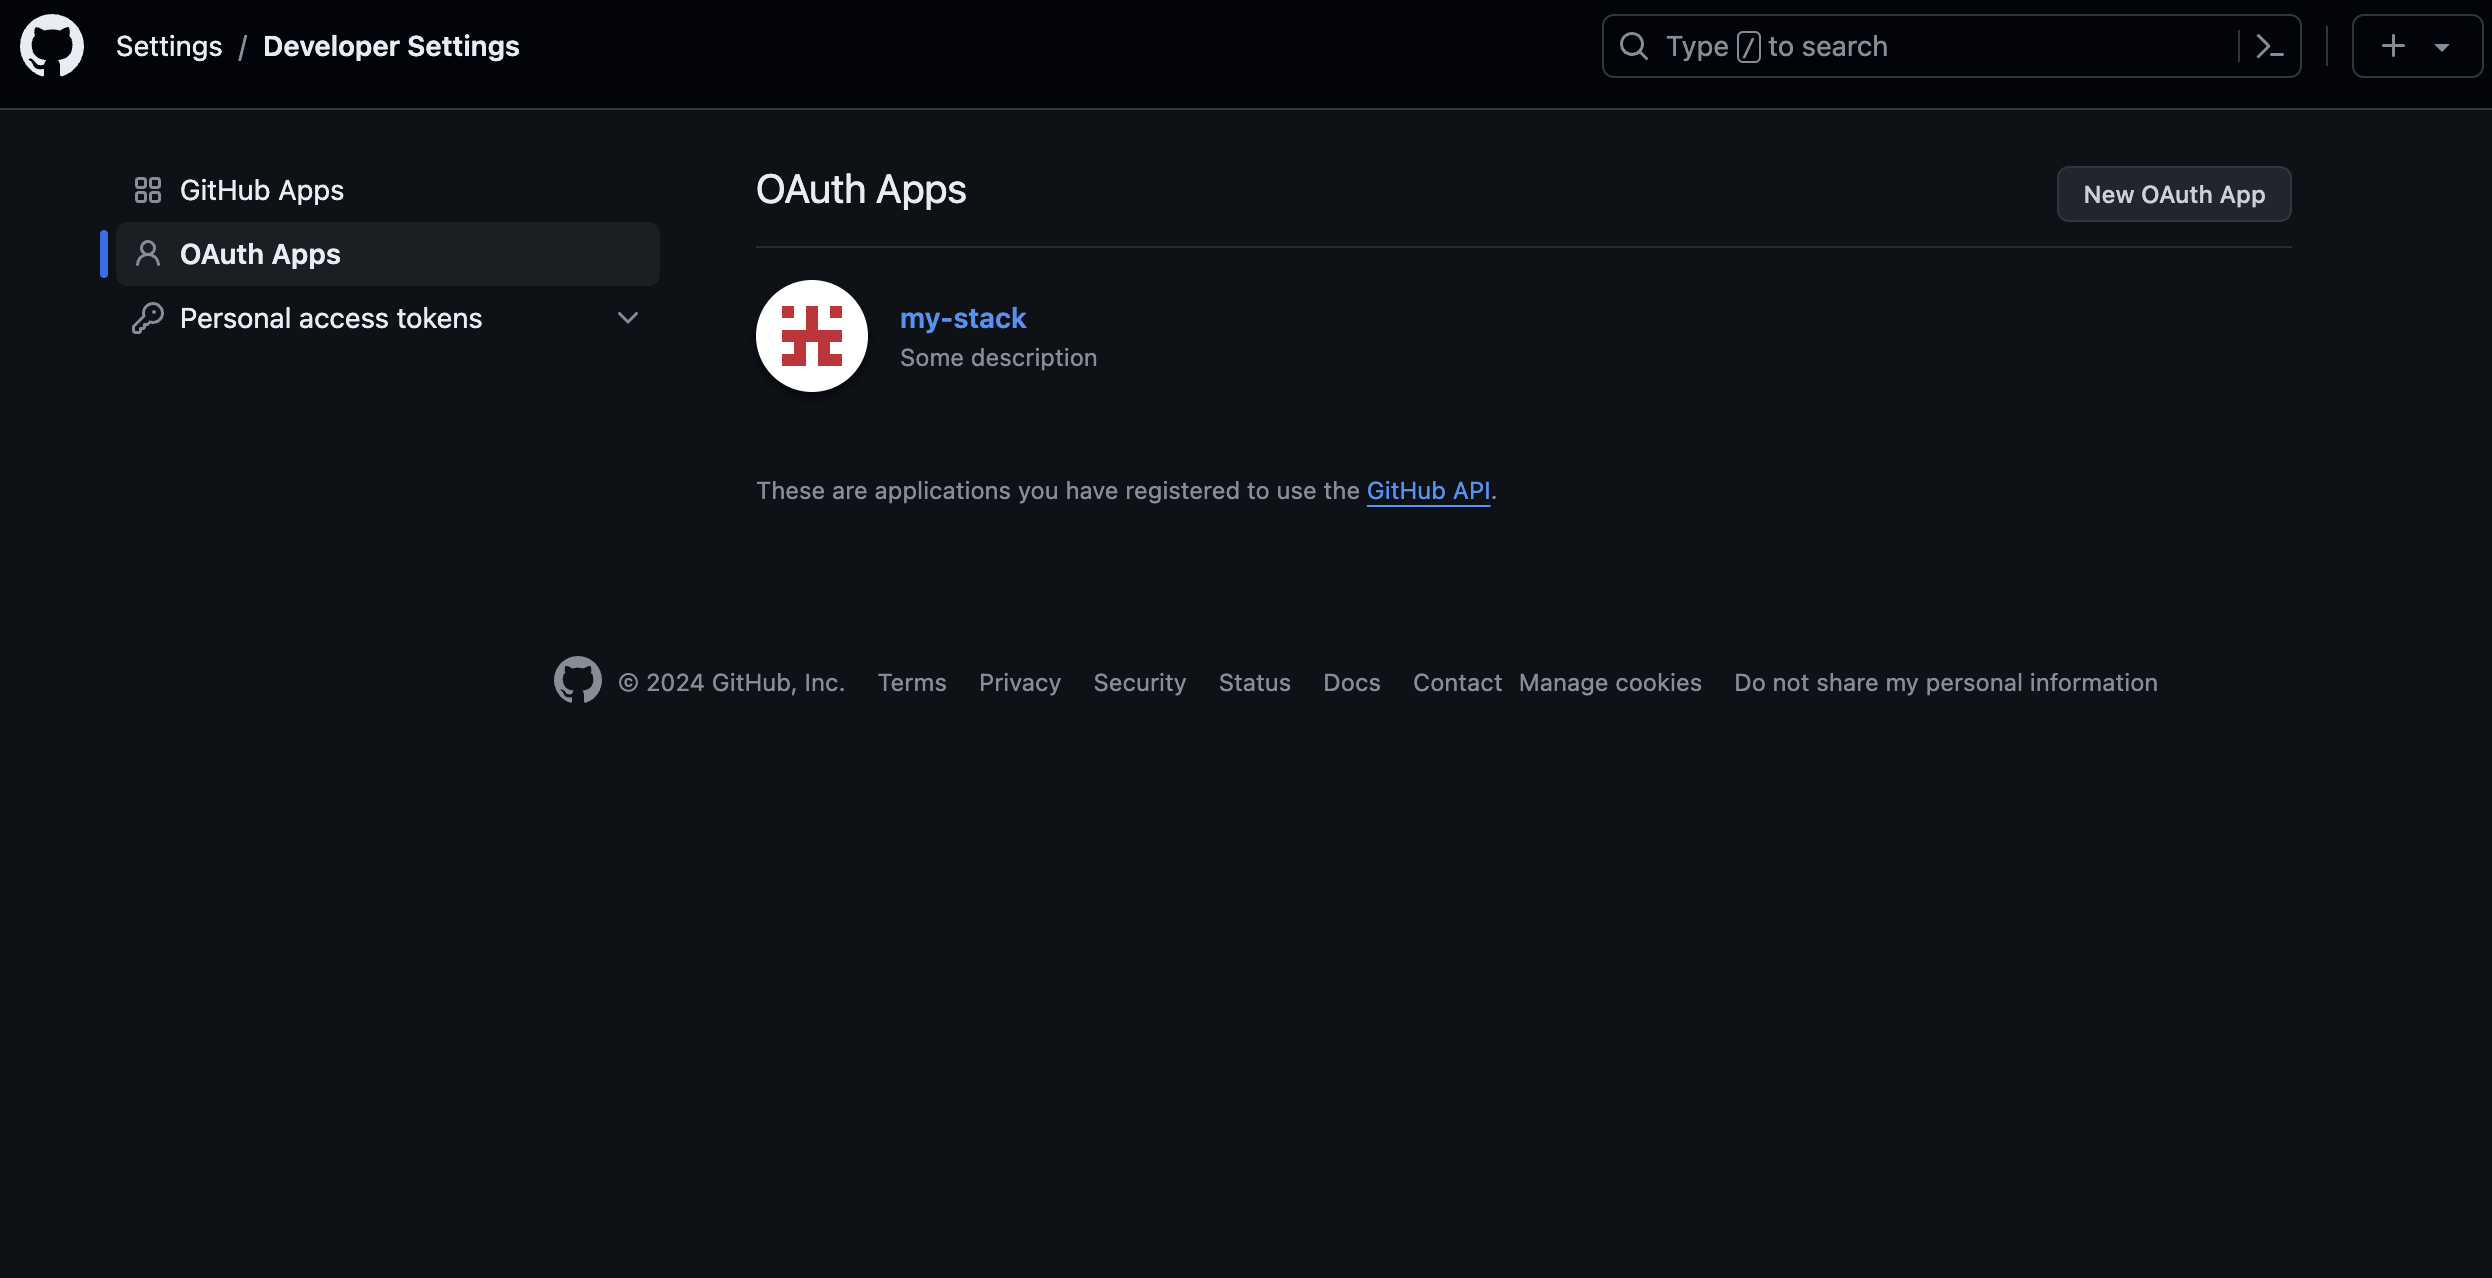 Settings / Developer Settings
Type / to search
GitHub Apps
OAuth Apps
Personal access tokens
OAuth Apps
New OAuth App
my-stack
Some description
These are applications you have registered to use the GitHub API.
© 2024 GitHub, Inc. Terms Privacy Security Status Docs Contact Manage cookies Do not share my personal information